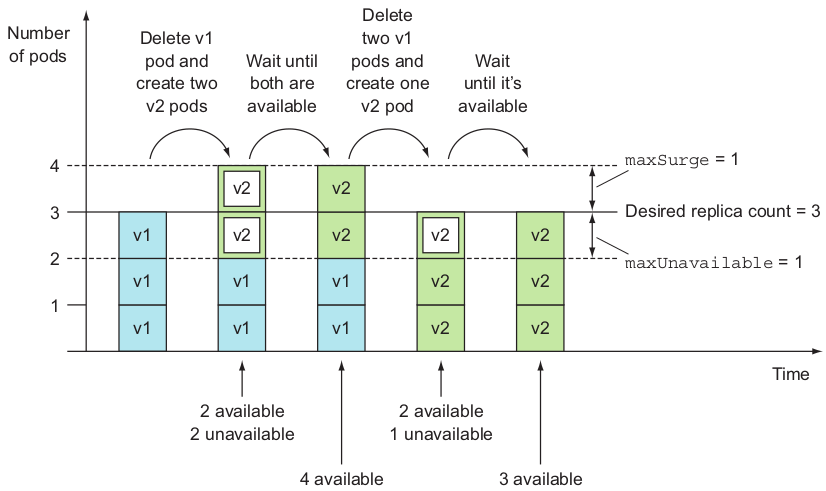 Number
of pods
Delete v1
pod and
create two
v2 pods
Wait until
both are
available
Delete
two v1
pods and
create one
v2 pod
Wait
until it's
available
4
3
2
1
v1
v1
v1
v2
v2
v1
v1
v2
v2
v1
v1
v2
v2
v2
v2
v2
v2
maxSurge = 1
Desired replica count = 3
maxUnavailable = 1
Time
2 available
2 unavailable
4 available
2 available
1 unavailable
3 available